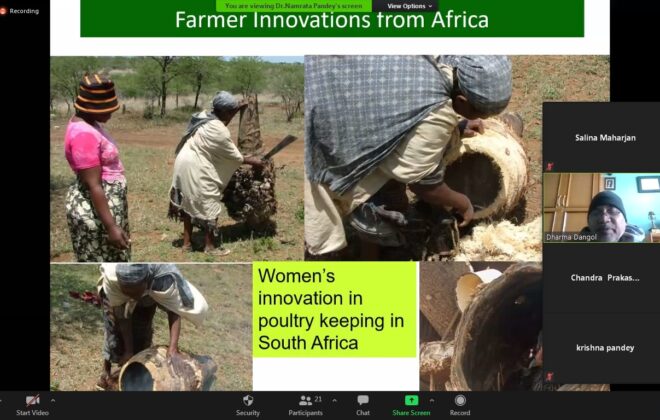 Recording
You are viewing Dr.Namrata Pandey's screen
View Options
Farmer Innovations from Africa
Salina Maharjan
Dharma Dangol
Women's
innovation in
poultry keeping in
South Africa
Chandra Prakas...
krishna pandey
Start Video
Security
Participants
21
Chat
Share Screen
Record